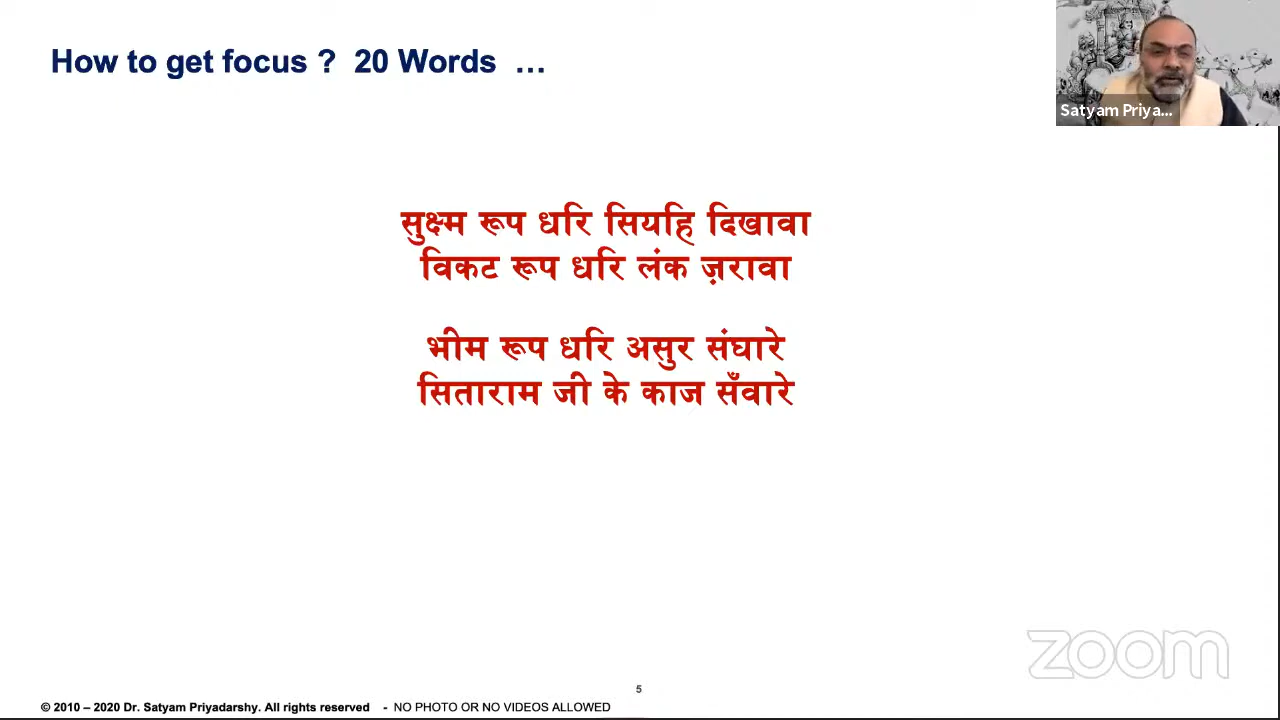 How to get focus ? 20 Words …
Satyam Priya...
सुक्ष्म रूप धरि सियहि दिखावा
विकट रूप धरि लंक ज़रावा
भीम रूप धरि असुर संघारे
सिताराम जी के काज सँवारे
zoom
5
© 2010 – 2020 Dr. Satyam Priyadarshy. All rights reserved - NO PHOTO OR NO VIDEOS ALLOWED